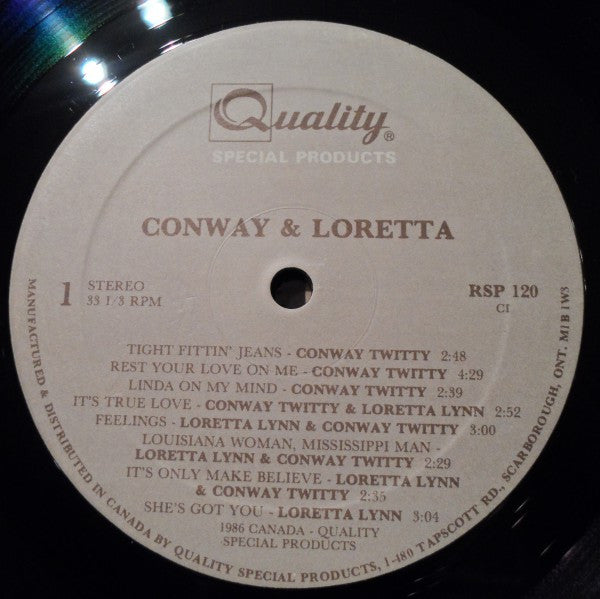 Quality®
SPECIAL PRODUCTS
CONWAY & LORETTA
1
STEREO
33 1/3 RPM
RSP 120
CI
TIGHT FITTIN' JEANS - CONWAY TWITTY 2:48
REST YOUR LOVE ON ME - CONWAY TWITTY 4:29
LINDA ON MY MIND - CONWAY TWITTY 2:39
IT'S TRUE LOVE - CONWAY TWITTY & LORETTA LYNN 2:52
FEELINGS - LORETTA LYNN & CONWAY TWITTY 3:00
LOUISIANA WOMAN, MISSISSIPPI MAN -
LORETTA LYNN & CONWAY TWITTY 2:29
IT'S ONLY MAKE BELIEVE - LORETTA LYNN
& CONWAY TWITTY 2:35
SHE'S GOT YOU - LORETTA LYNN 3:04
1986 CANADA - QUALITY
SPECIAL PRODUCTS
MANUFACTURED & DISTRIBUTED IN CANADA BY QUALITY SPECIAL PRODUCTS, 1-480 TAPSCOTT RD., SCARBOROUGH, ONT. M1B 1W3